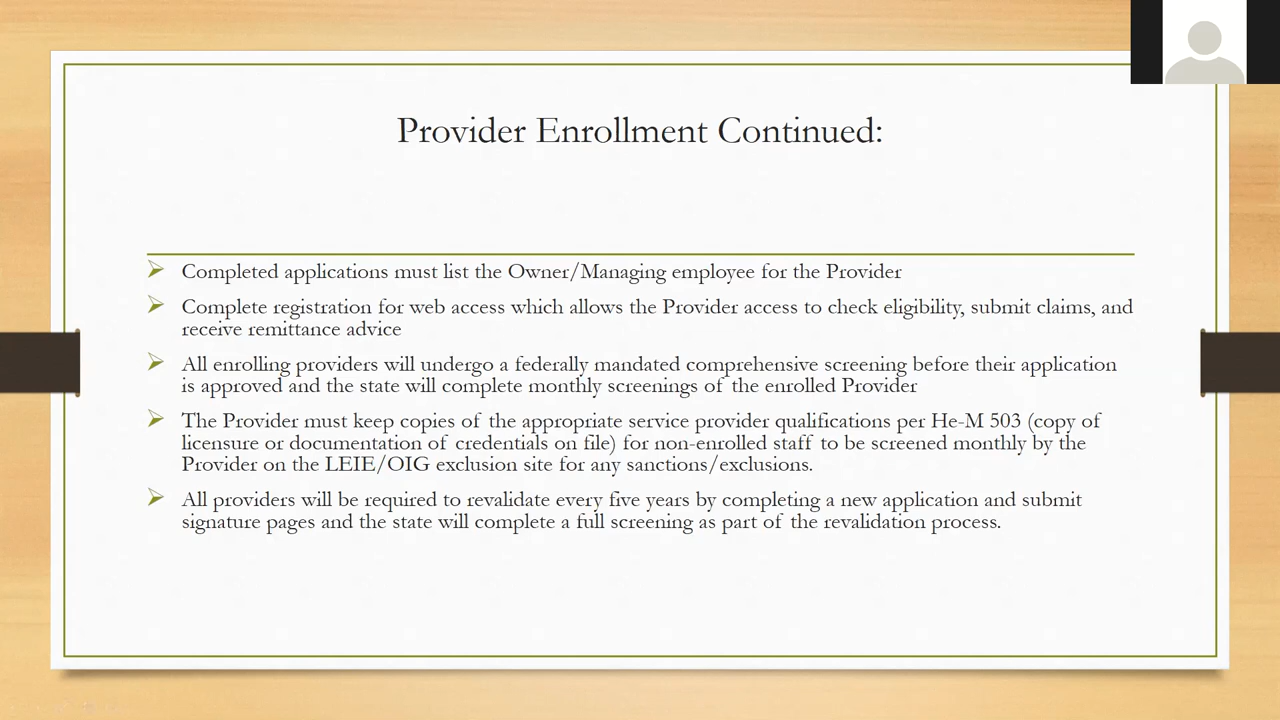 Provider Enrollment Continued:
Completed applications must list the Owner/Managing employee for the Provider
Complete registration for web access which allows the Provider access to check eligibility, submit claims, and
receive remittance advice
All enrolling providers will undergo a federally mandated comprehensive screening before their application
is approved and the state will complete monthly screenings of the enrolled Provider
The Provider must keep copies of the appropriate service provider qualifications per He-M 503 (copy of
licensure or documentation of credentials on file) for non-enrolled staff to be screened monthly by the
Provider on the LEIE/OIG exclusion site for any sanctions/exclusions.
All providers will be required to revalidate every five years by completing a new application and submit
signature pages and the state will complete a full screening as part of the revalidation process.